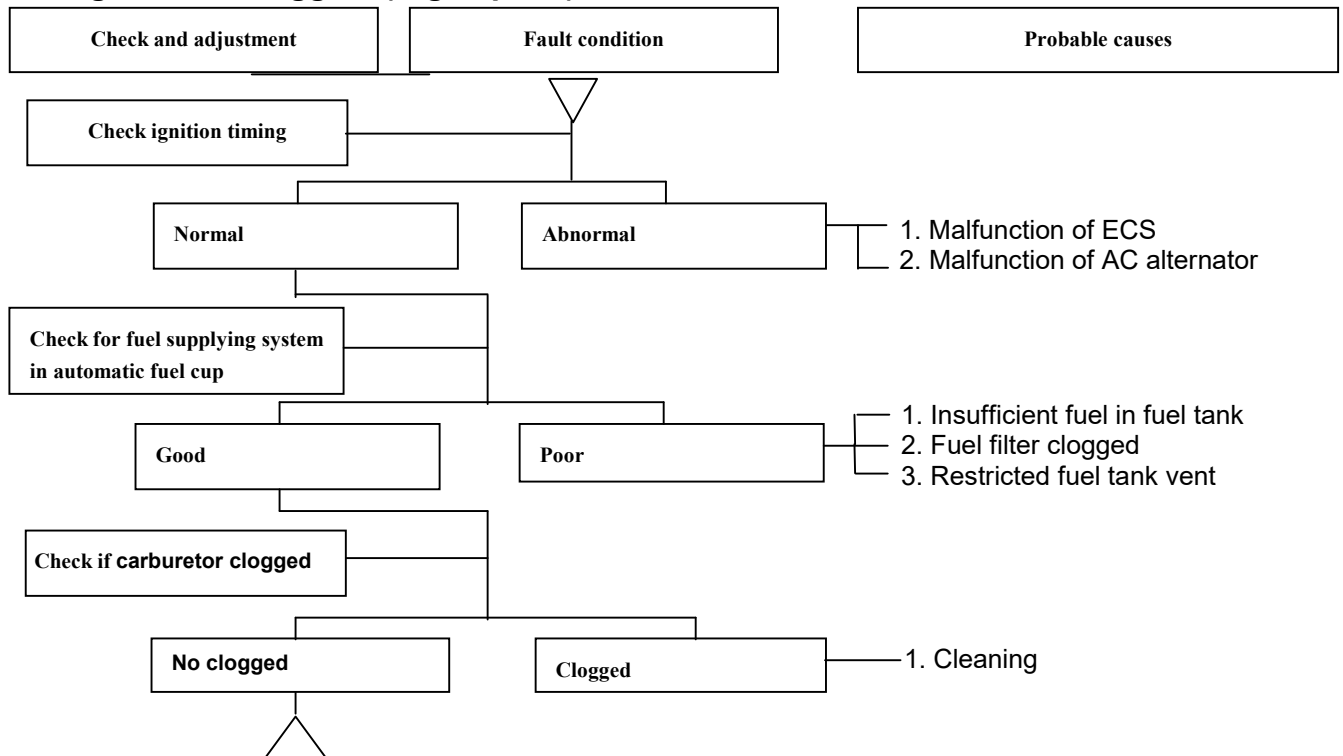 Check and adjustment
Fault condition
Probable causes
Check ignition timing
Normal
Abnormal
1. Malfunction of ECS
2. Malfunction of AC alternator
Check for fuel supplying system
in automatic fuel cup
Good
Poor
1. Insufficient fuel in fuel tank
2. Fuel filter clogged
3. Restricted fuel tank vent
Check if carburetor clogged
No clogged
Clogged
1. Cleaning